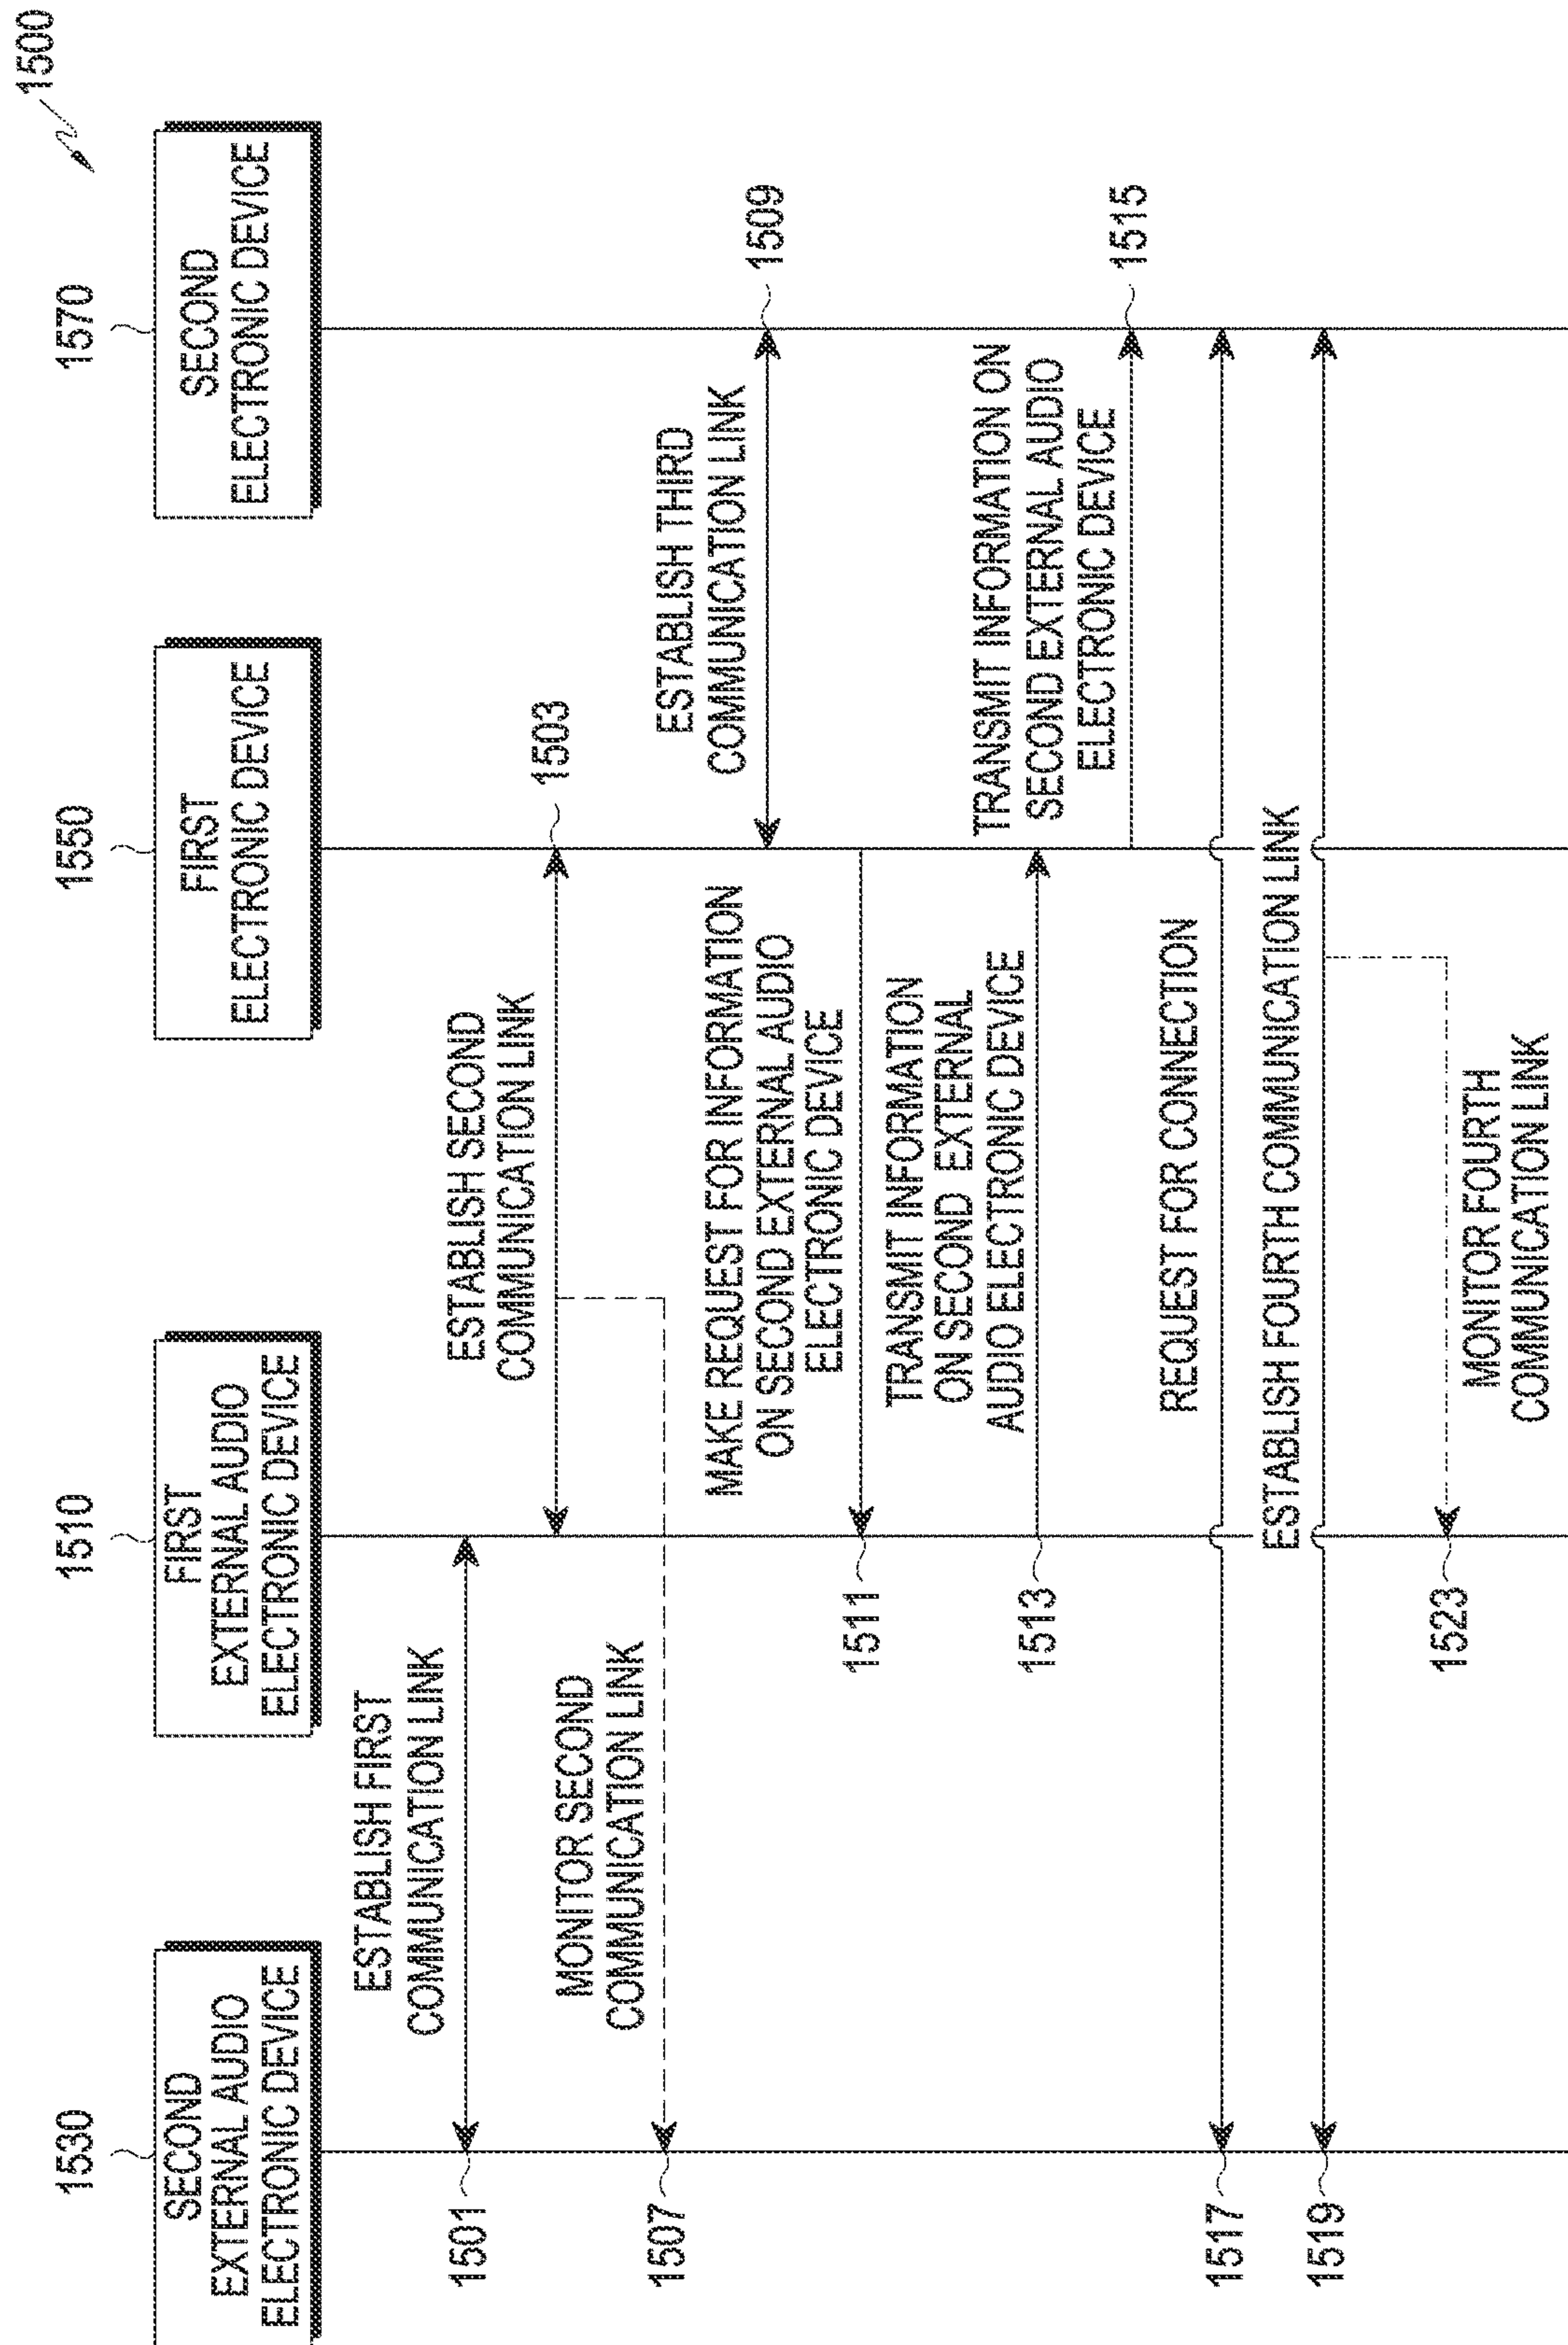 1500
1530
SECOND
EXTERNAL AUDIO
ELECTRONIC DEVICE
1510
FIRST
EXTERNAL AUDIO
ELECTRONIC DEVICE
1550
FIRST
ELECTRONIC DEVICE
1570
SECOND
ELECTRONIC DEVICE
ESTABLISH FIRST
COMMUNICATION LINK
1501
ESTABLISH SECOND
COMMUNICATION LINK
1503
MONITOR SECOND
COMMUNICATION LINK
1507
ESTABLISH THIRD
COMMUNICATION LINK
1509
MAKE REQUEST FOR INFORMATION
ON SECOND EXTERNAL AUDIO
ELECTRONIC DEVICE
1511
TRANSMIT INFORMATION
ON SECOND EXTERNAL
AUDIO ELECTRONIC DEVICE
1513
TRANSMIT INFORMATION ON
SECOND EXTERNAL AUDIO
ELECTRONIC DEVICE
1515
REQUEST FOR CONNECTION
1517
ESTABLISH FOURTH COMMUNICATION LINK
1519
1523
MONITOR FOURTH
COMMUNICATION LINK